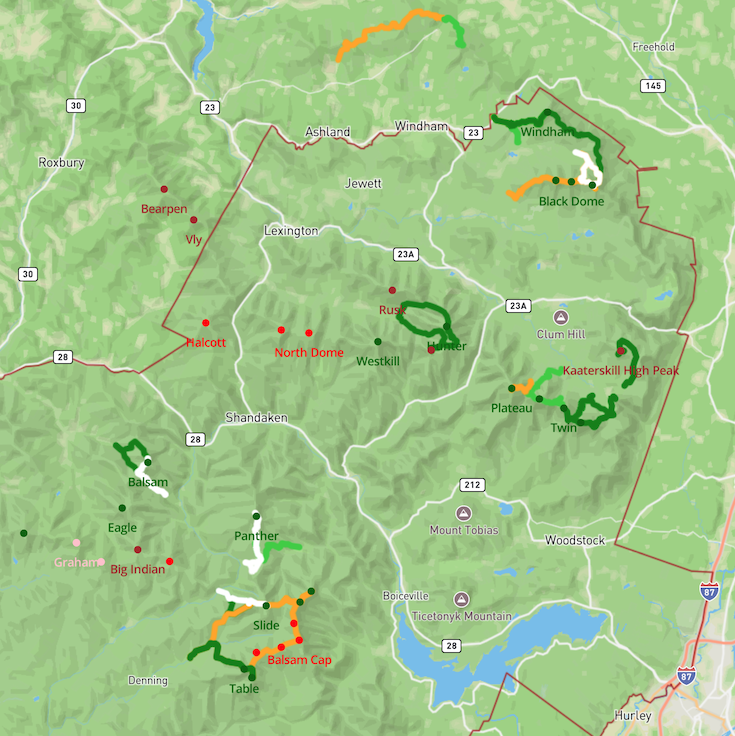 Freehold
145
30
23
Ashland
Windham
23
Windham
Roxbury
Jewett
Black Dome
Bearpen
Vly
Lexington
23A
30
Rusk
23A
Clum Hill
Halcott
North Dome
Hunter
28
Westkill
Kaaterskill High Peak
Plateau
Shandaken
Twin
28
Balsam
212
Eagle
Mount Tobias
Panther
Woodstock
Graham
Big Indian
87
Boiceville
Ticetonyk Mountain
Slide
28
Balsam Cap
87
Denning
Table
Hurley